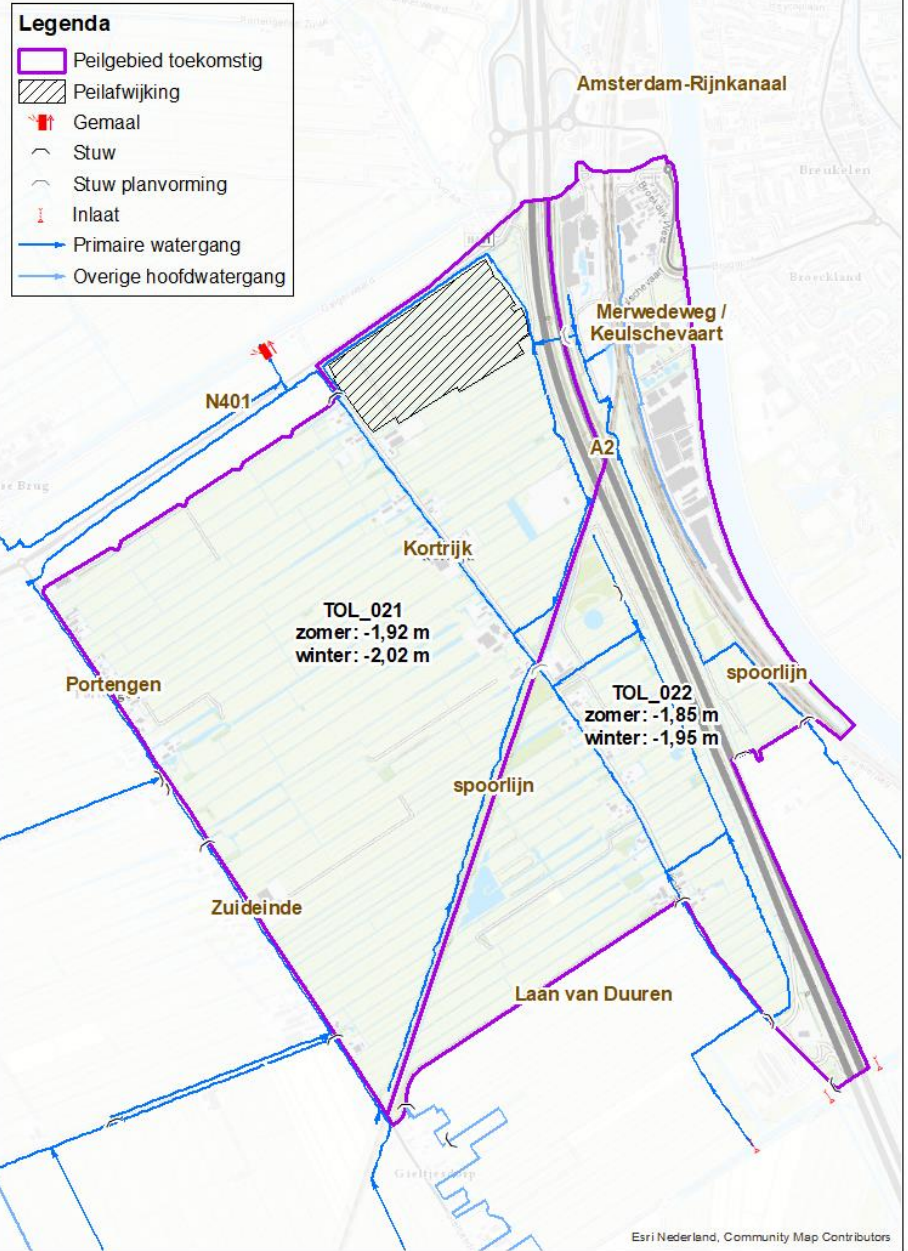 Legenda
Peilgebied toekomstig
Peilafwijking
Gemaal
Stuw
Stuw planvorming
Inlaat
Primaire watergang
Overige hoofdwatergang
Amsterdam-Rijnkanaal
Breukelen
Broeckland
Merwedeweg /
Keulschevaart
N401
A2
Kortrijk
TOL_021
zomer: -1,92 m
winter: -2,02 m
Portengen
spoorlijn
TOL_022
zomer: -1,85 m
winter: -1,95 m
spoorlijn
Zuideinde
Laan van Duuren
Gieltjesdorp
Esri Nederland, Community Map Contributors